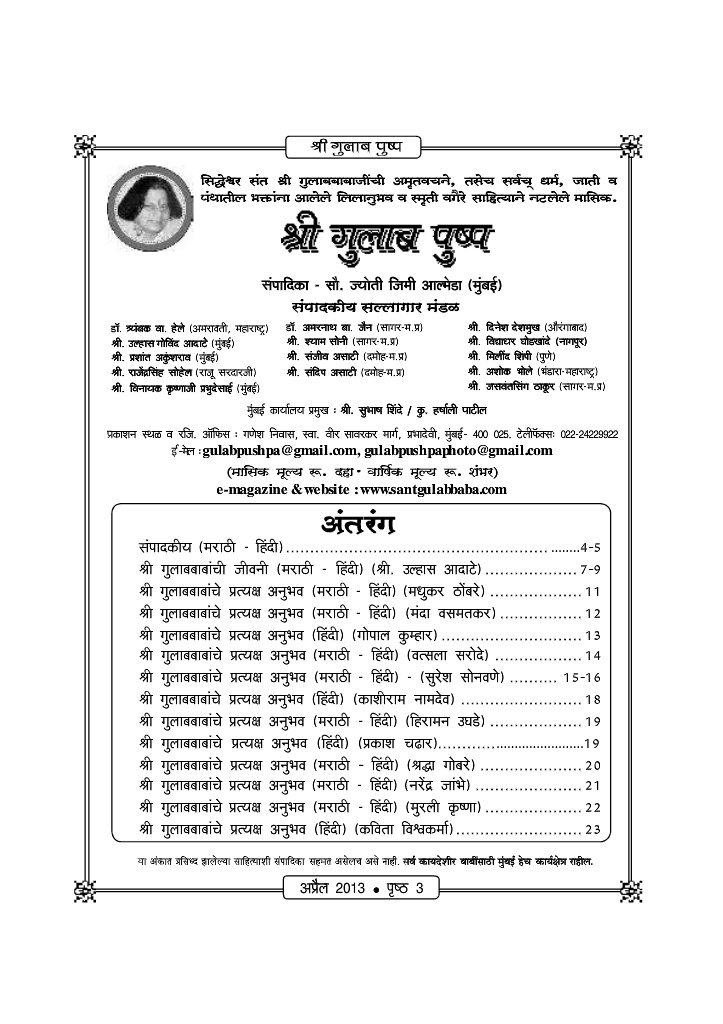 श्री गुलाब पुष्प
सिद्धेश्वर संत श्री गुलाबबाबाजींची अमृतवचने, तसेच सर्वच् धर्म, जाती व
पंथातील भक्तांना आलेले लिलानुभव व स्मृती वगैरे साहित्याने नटलेले मासिक.
श्री गुलाब पुष्प
संपादिका - सौ. ज्योती जिमी आल्मेडा (मुंबई)
संपादकीय सल्लागार मंडळ
डॉ. त्र्यंबक वा. हेले (अमरावती, महाराष्ट्र)
श्री. उल्हास गोविंद आदाटे (मुंबई)
श्री. प्रशांत अकुंशराव (मुंबई)
श्री. राजेंद्रसिंह सोहेल (राजू सरदारजी)
श्री. विनायक कृष्णाजी प्रभुदेसाई (मुंबई)
डॉ. अमरनाथ बा. जैन (सागर-म.प्र)
श्री. श्याम सोनी (सागर-म.प्र)
श्री. संजीव असाटी (दमोह-म.प्र)
श्री. संदिप असाटी (दमोह-म.प्र)
श्री. दिनेश देशमुख (औरंगाबाद)
श्री. विद्याधर घोडखांदे (नागपूर)
श्री. मिलींद शिंपी (पुणे)
श्री. अशोक भोले (भंडारा-महाराष्ट्र)
श्री. जसवंतसिंग ठाकूर (सागर-म.प्र)
मुंबई कार्यालय प्रमुख : श्री. सुभाष शिंदे / कु. हर्षाली पाटील
प्रकाशन स्थळ व रजि. ऑफिस : गणेश निवास, स्वा. वीर सावरकर मार्ग, प्रभादेवी, मुंबई- 400 025. टेलीफॅक्सः 022-24229922
ई-मेल : gulabpushpa@gmail.com, gulabpushpaphoto@gmail.com
(मासिक मूल्य रू. दहा - वार्षिक मूल्य रू. शंभर)
e-magazine & website : www.santgulabbaba.com
अंतरंग
संपादकीय (मराठी - हिंदी) ........ 4-5
श्री गुलाबबाबांची जीवनी (मराठी - हिंदी) (श्री. उल्हास आदाटे) ........ 7-9
श्री गुलाबबाबांचे प्रत्यक्ष अनुभव (मराठी - हिंदी) (मधुकर ठोंबरे) ........ 11
श्री गुलाबबाबांचे प्रत्यक्ष अनुभव (मराठी - हिंदी) (मंदा वसमतकर) ........ 12
श्री गुलाबबाबांचे प्रत्यक्ष अनुभव (हिंदी) (गोपाल कुम्हार) ........ 13
श्री गुलाबबाबांचे प्रत्यक्ष अनुभव (मराठी - हिंदी) (वत्सला सरोदे) ........ 14
श्री गुलाबबाबांचे प्रत्यक्ष अनुभव (मराठी - हिंदी) - (सुरेश सोनवणे) ........ 15-16
श्री गुलाबबाबांचे प्रत्यक्ष अनुभव (हिंदी) (काशीराम नामदेव) ........ 18
श्री गुलाबबाबांचे प्रत्यक्ष अनुभव (मराठी - हिंदी) (हिरामन उघडे) ........ 19
श्री गुलाबबाबांचे प्रत्यक्ष अनुभव (हिंदी) (प्रकाश चढार) ........ 19
श्री गुलाबबाबांचे प्रत्यक्ष अनुभव (मराठी - हिंदी) (श्रद्धा गोबरे) ........ 20
श्री गुलाबबाबांचे प्रत्यक्ष अनुभव (मराठी - हिंदी) (नरेंद्र जांभे) ........ 21
श्री गुलाबबाबांचे प्रत्यक्ष अनुभव (मराठी - हिंदी) (मुरली कृष्णा) ........ 22
श्री गुलाबबाबांचे प्रत्यक्ष अनुभव (हिंदी) (कविता विश्वकर्मा) ........ 23
या अंकात प्रसिध्द झालेल्या साहित्याशी संपादिका सहमत असेलच असे नाही. सर्व कायदेशीर बाबींसाठी मुंबई हेच कार्यक्षेत्र राहील.
अप्रैल 2013 ● पृष्ठ 3